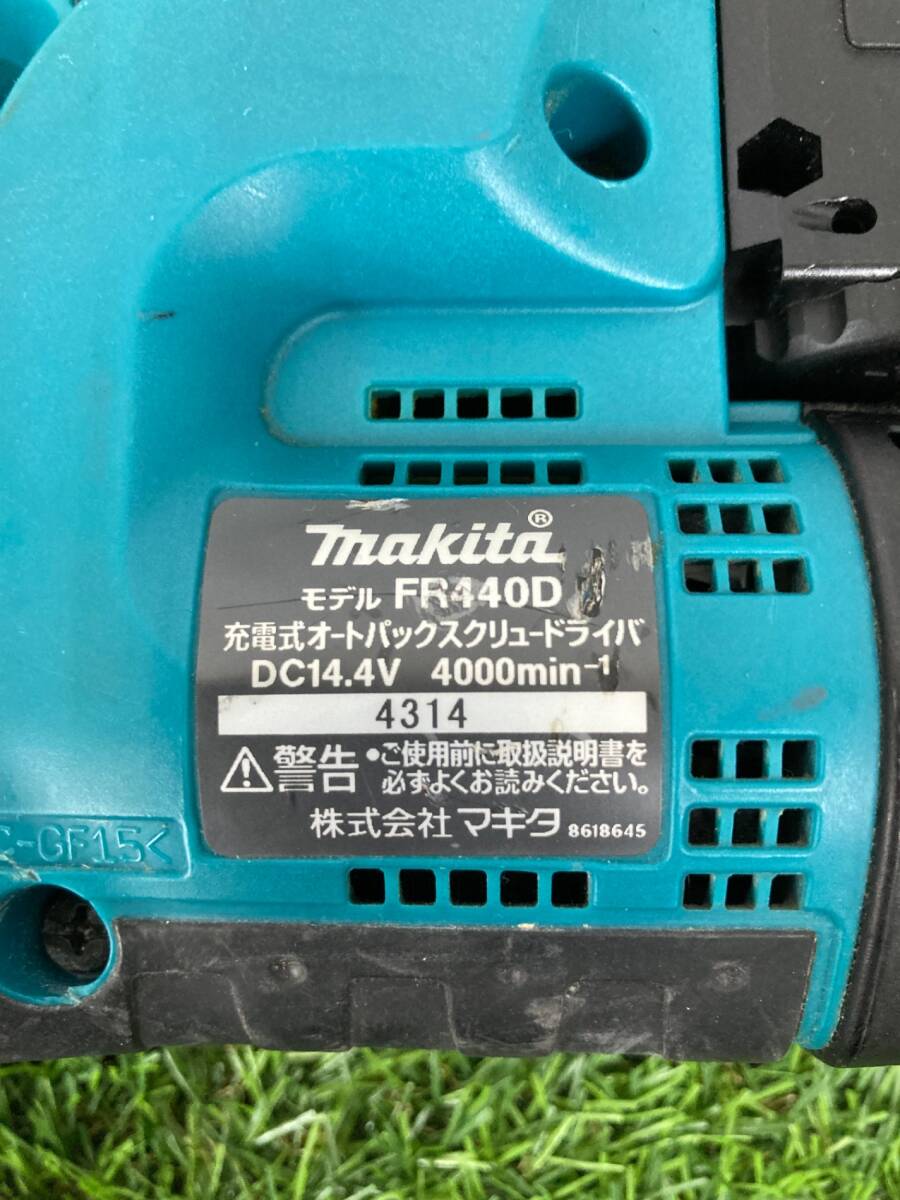 makita®
モデル FR440D
充電式オートパックスクリュードライバ
DC14.4V 4000min⁻¹
4314
⚠警告 •ご使用前に取扱説明書を
必ずよくお読みください。
株式会社 マキタ 8618645
C-GF15<